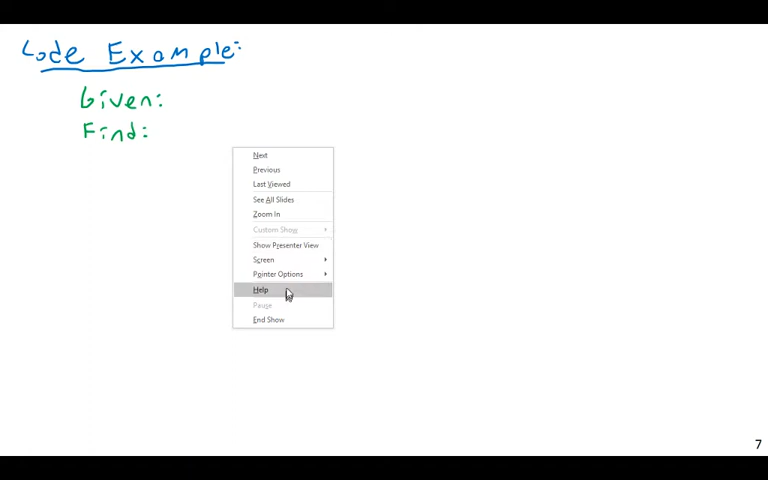 Code Example:
Given:
Find:
Next
Previous
Last Viewed
See All Slides
Zoom In
Custom Show
Show Presenter View
Screen
Pointer Options
Help
Pause
End Show
7